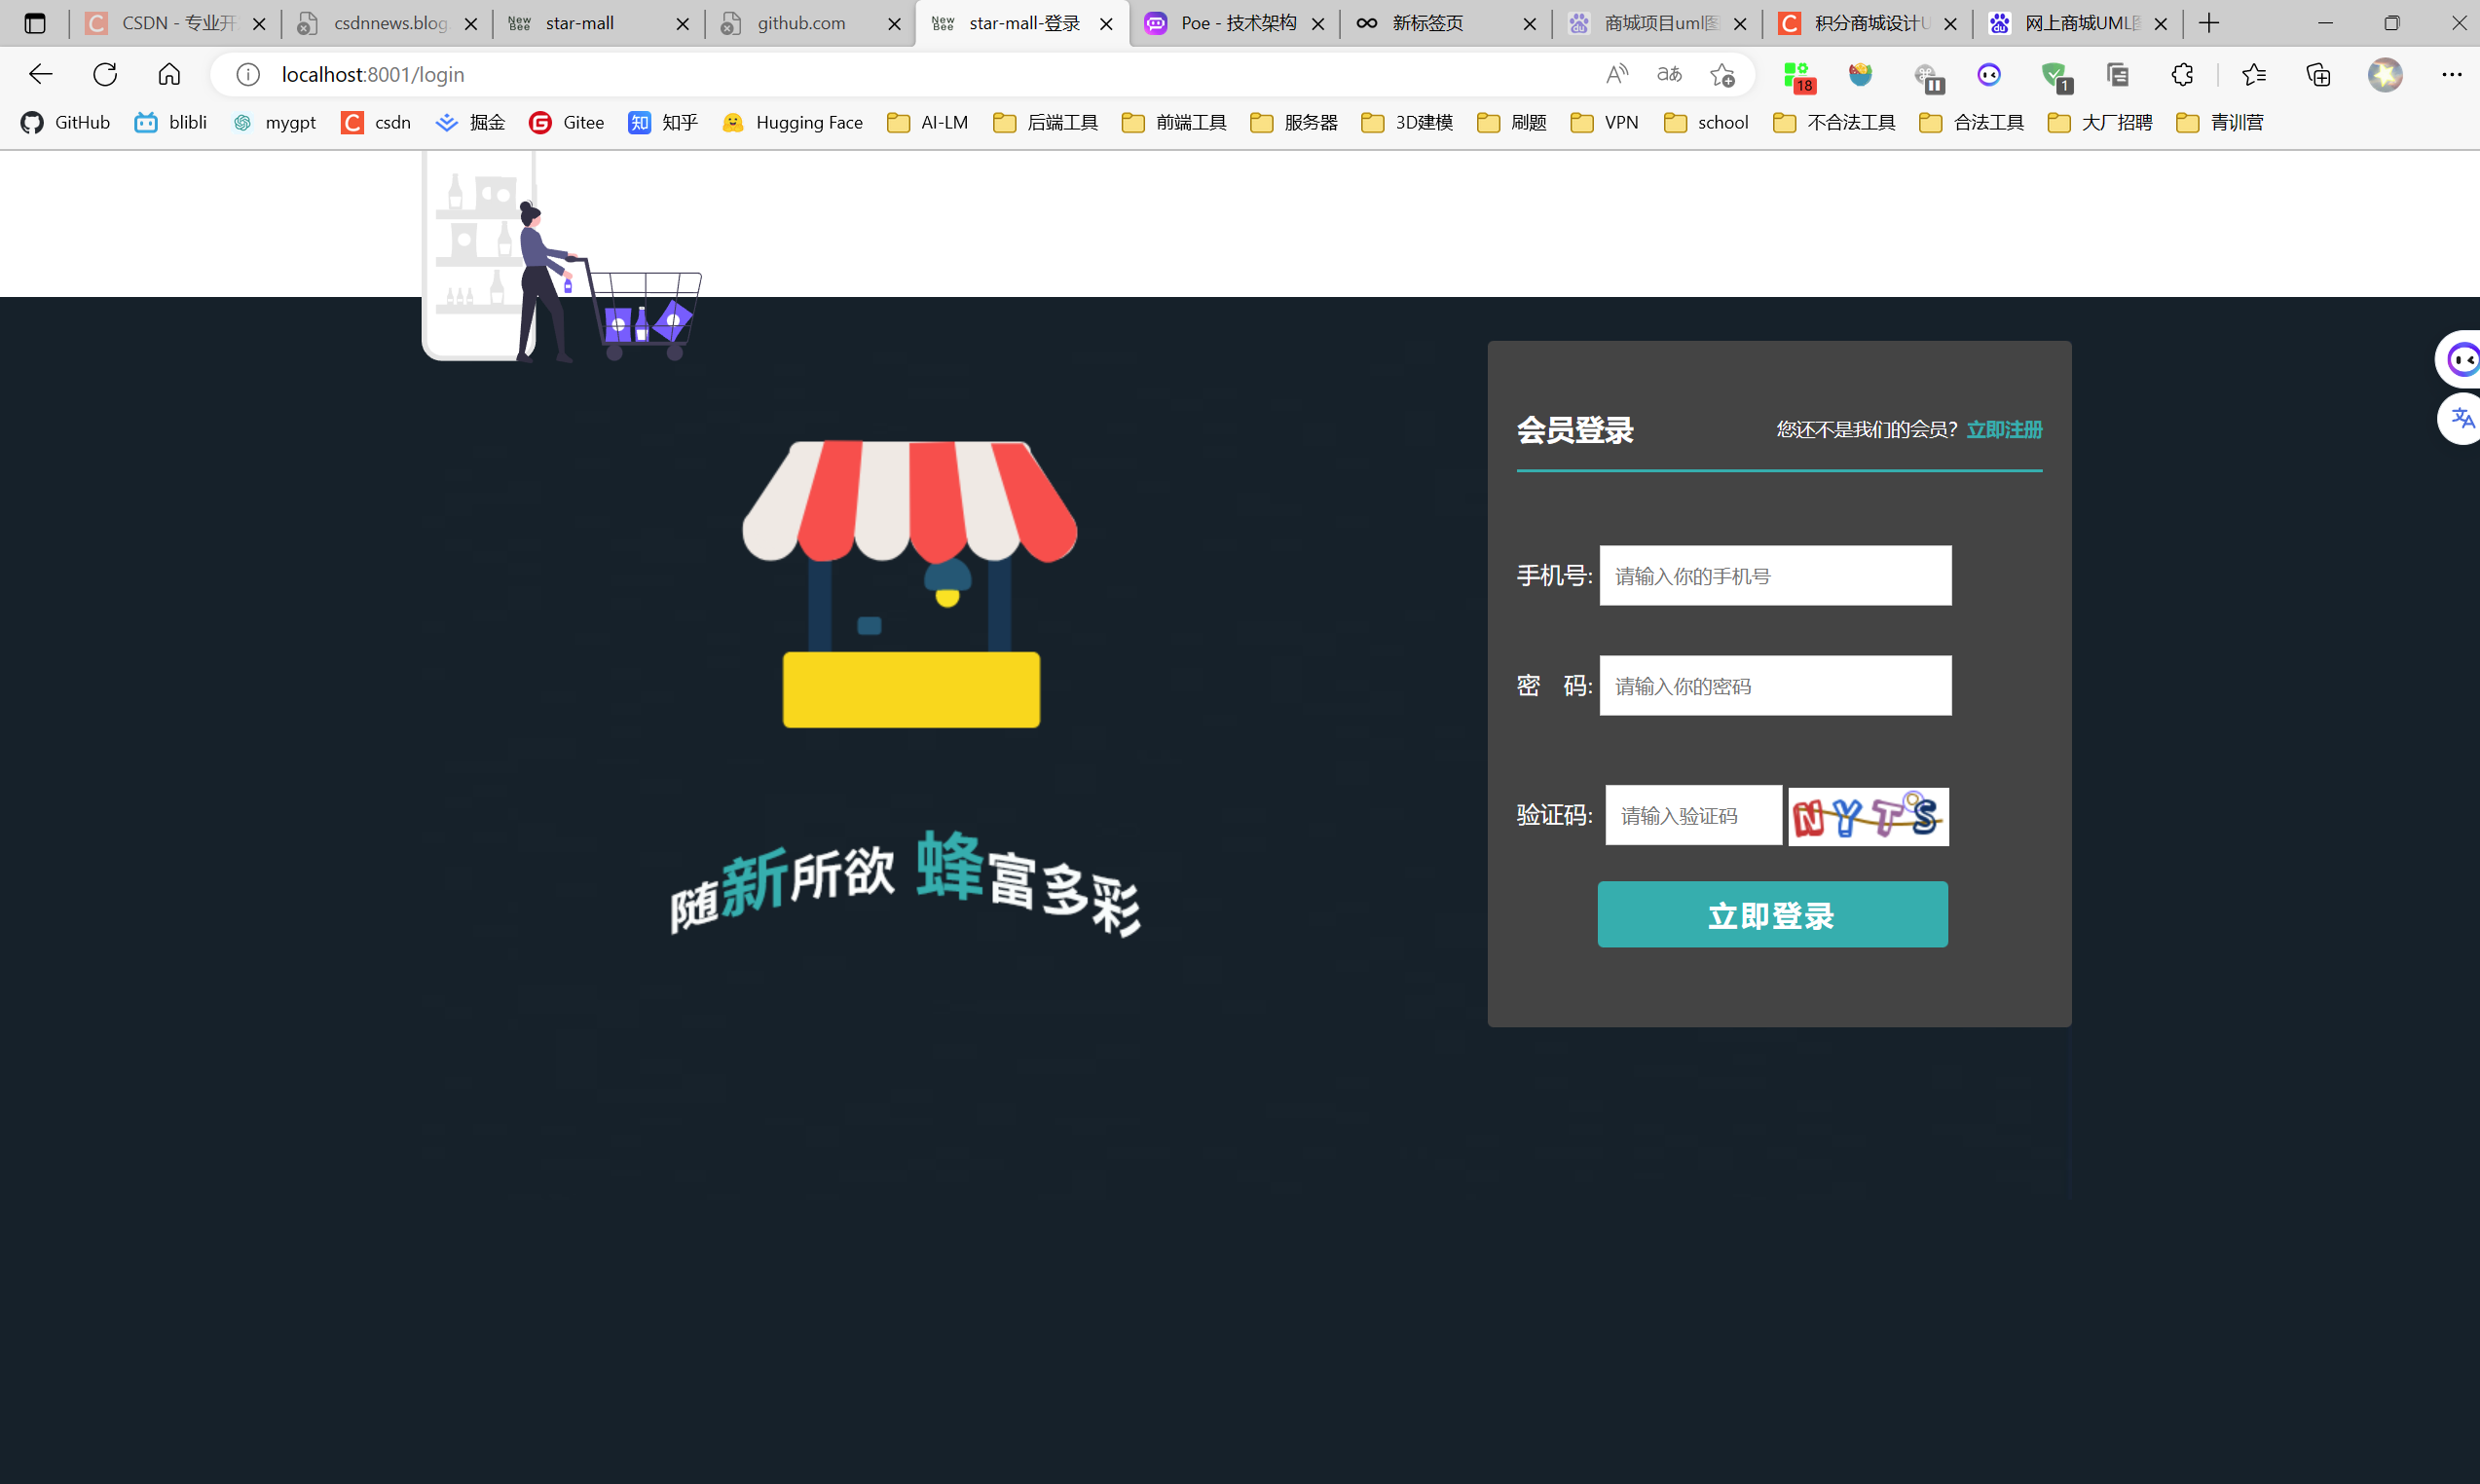 CSDN - 专业开
csdnnews.blog.
New Bee star-mall
github.com
New Bee star-mall-登录
Poe - 技术架构
新标签页
商城项目uml图
积分商城设计U
网上商城UML图
localhost:8001/login
A aあ 18 1
GitHub blibli mygpt C csdn 掘金 G Gitee 知 知乎 Hugging Face AI-LM 后端工具 前端工具 服务器 3D建模 刷题 VPN school 不合法工具 合法工具 大厂招聘 青训营
会员登录 您还不是我们的会员? 立即注册
手机号: 请输入你的手机号
密 码: 请输入你的密码
验证码: 请输入验证码 NYTS
立即登录
随新所欲 蜂富多彩